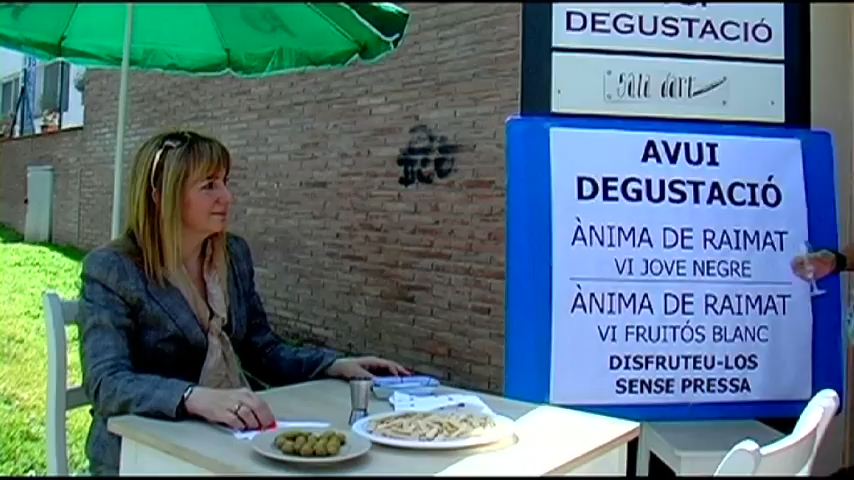 DEGUSTACIÓ
AVUI
DEGUSTACIÓ
ÀNIMA DE RAIMAT
VI JOVE NEGRE
ÀNIMA DE RAIMAT
VI FRUITÓS BLANC
DISFRUTEU-LOS
SENSE PRESSA